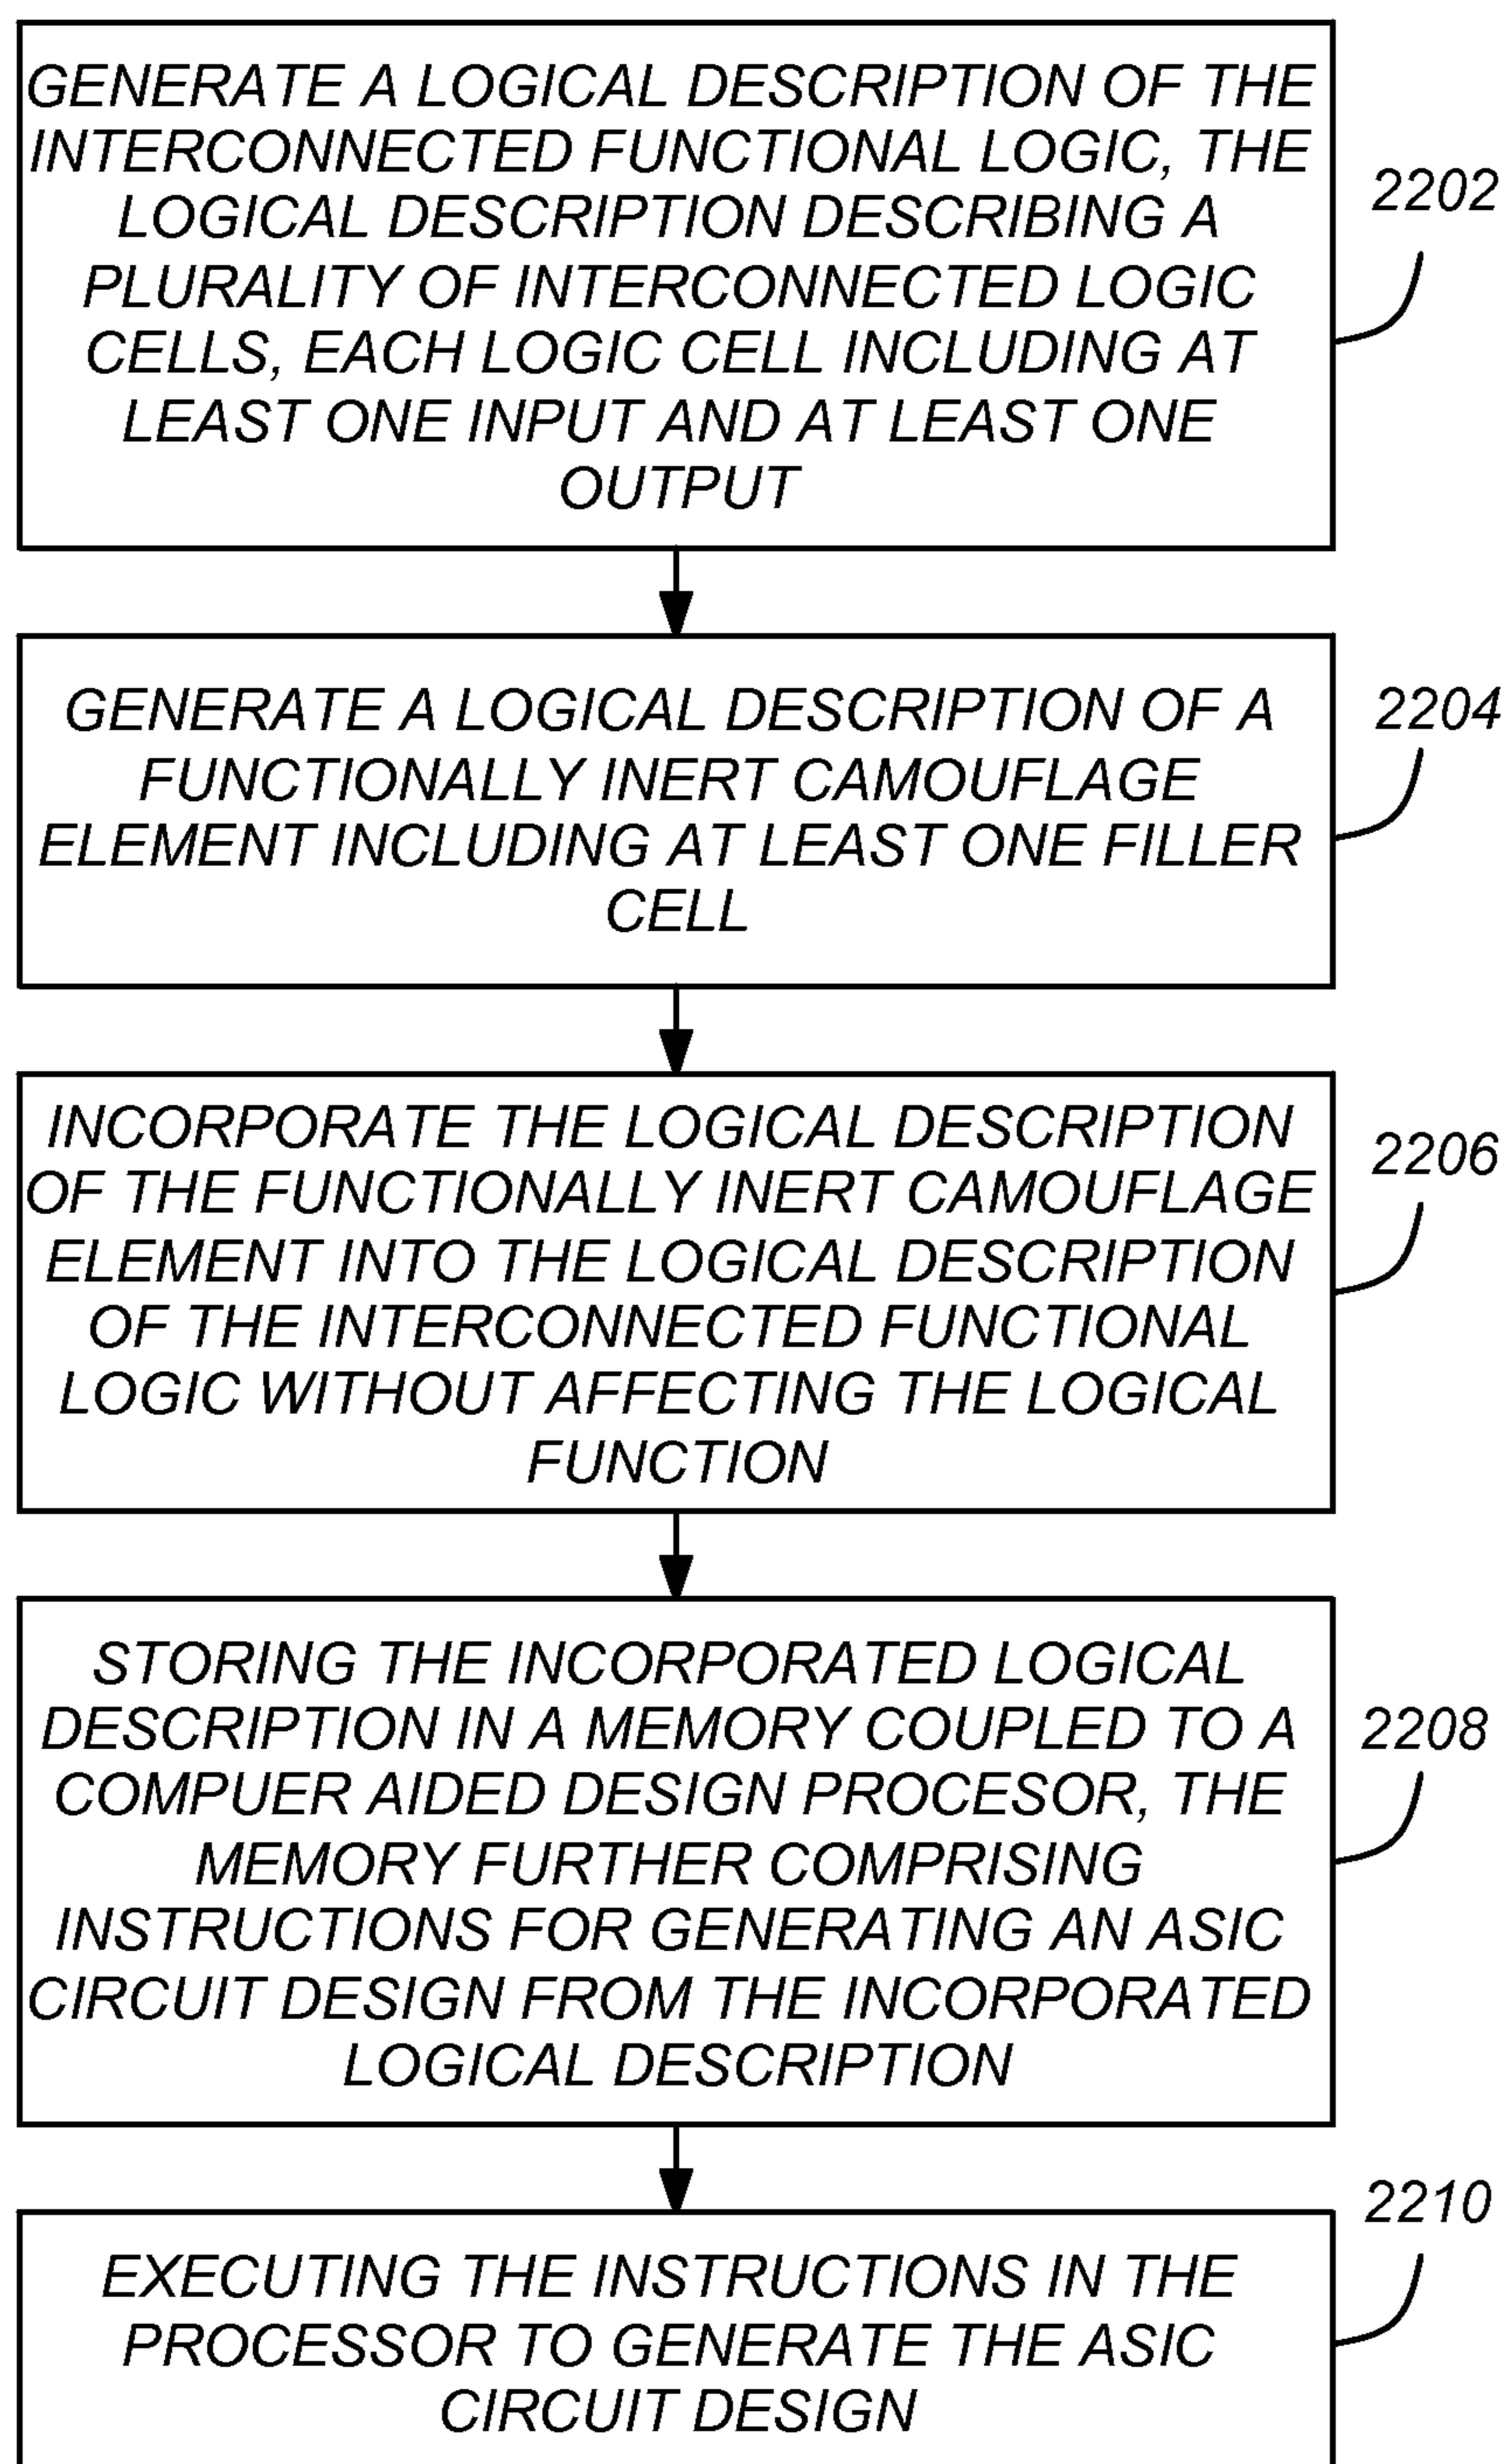 GENERATE A LOGICAL DESCRIPTION OF THE
INTERCONNECTED FUNCTIONAL LOGIC, THE
LOGICAL DESCRIPTION DESCRIBING A
PLURALITY OF INTERCONNECTED LOGIC
CELLS, EACH LOGIC CELL INCLUDING AT
LEAST ONE INPUT AND AT LEAST ONE
OUTPUT
2202
GENERATE A LOGICAL DESCRIPTION OF A
FUNCTIONALLY INERT CAMOUFLAGE
ELEMENT INCLUDING AT LEAST ONE FILLER
CELL
2204
INCORPORATE THE LOGICAL DESCRIPTION
OF THE FUNCTIONALLY INERT CAMOUFLAGE
ELEMENT INTO THE LOGICAL DESCRIPTION
OF THE INTERCONNECTED FUNCTIONAL
LOGIC WITHOUT AFFECTING THE LOGICAL
FUNCTION
2206
STORING THE INCORPORATED LOGICAL
DESCRIPTION IN A MEMORY COUPLED TO A
COMPUER AIDED DESIGN PROCESOR, THE
MEMORY FURTHER COMPRISING
INSTRUCTIONS FOR GENERATING AN ASIC
CIRCUIT DESIGN FROM THE INCORPORATED
LOGICAL DESCRIPTION
2208
EXECUTING THE INSTRUCTIONS IN THE
PROCESSOR TO GENERATE THE ASIC
CIRCUIT DESIGN
2210